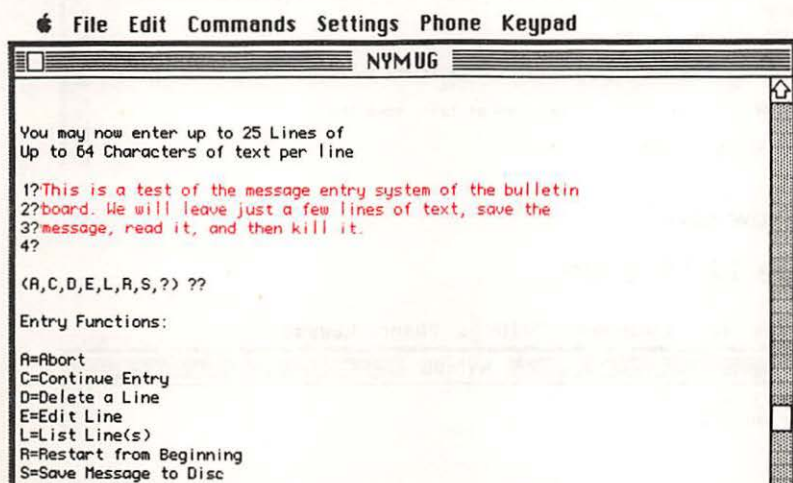 File Edit Commands Settings Phone Keypad
NYMUG
You may now enter up to 25 Lines of
Up to 64 Characters of text per line
1?This is a test of the message entry system of the bulletin
2?board. We will leave just a few lines of text, save the
3?message, read it, and then kill it.
4?
(A,C,D,E,L,R,S,?) ??
Entry Functions:
A=Abort
C=Continue Entry
D=Delete a Line
E=Edit Line
L=List Line(s)
R=Restart from Beginning
S=Save Message to Disc